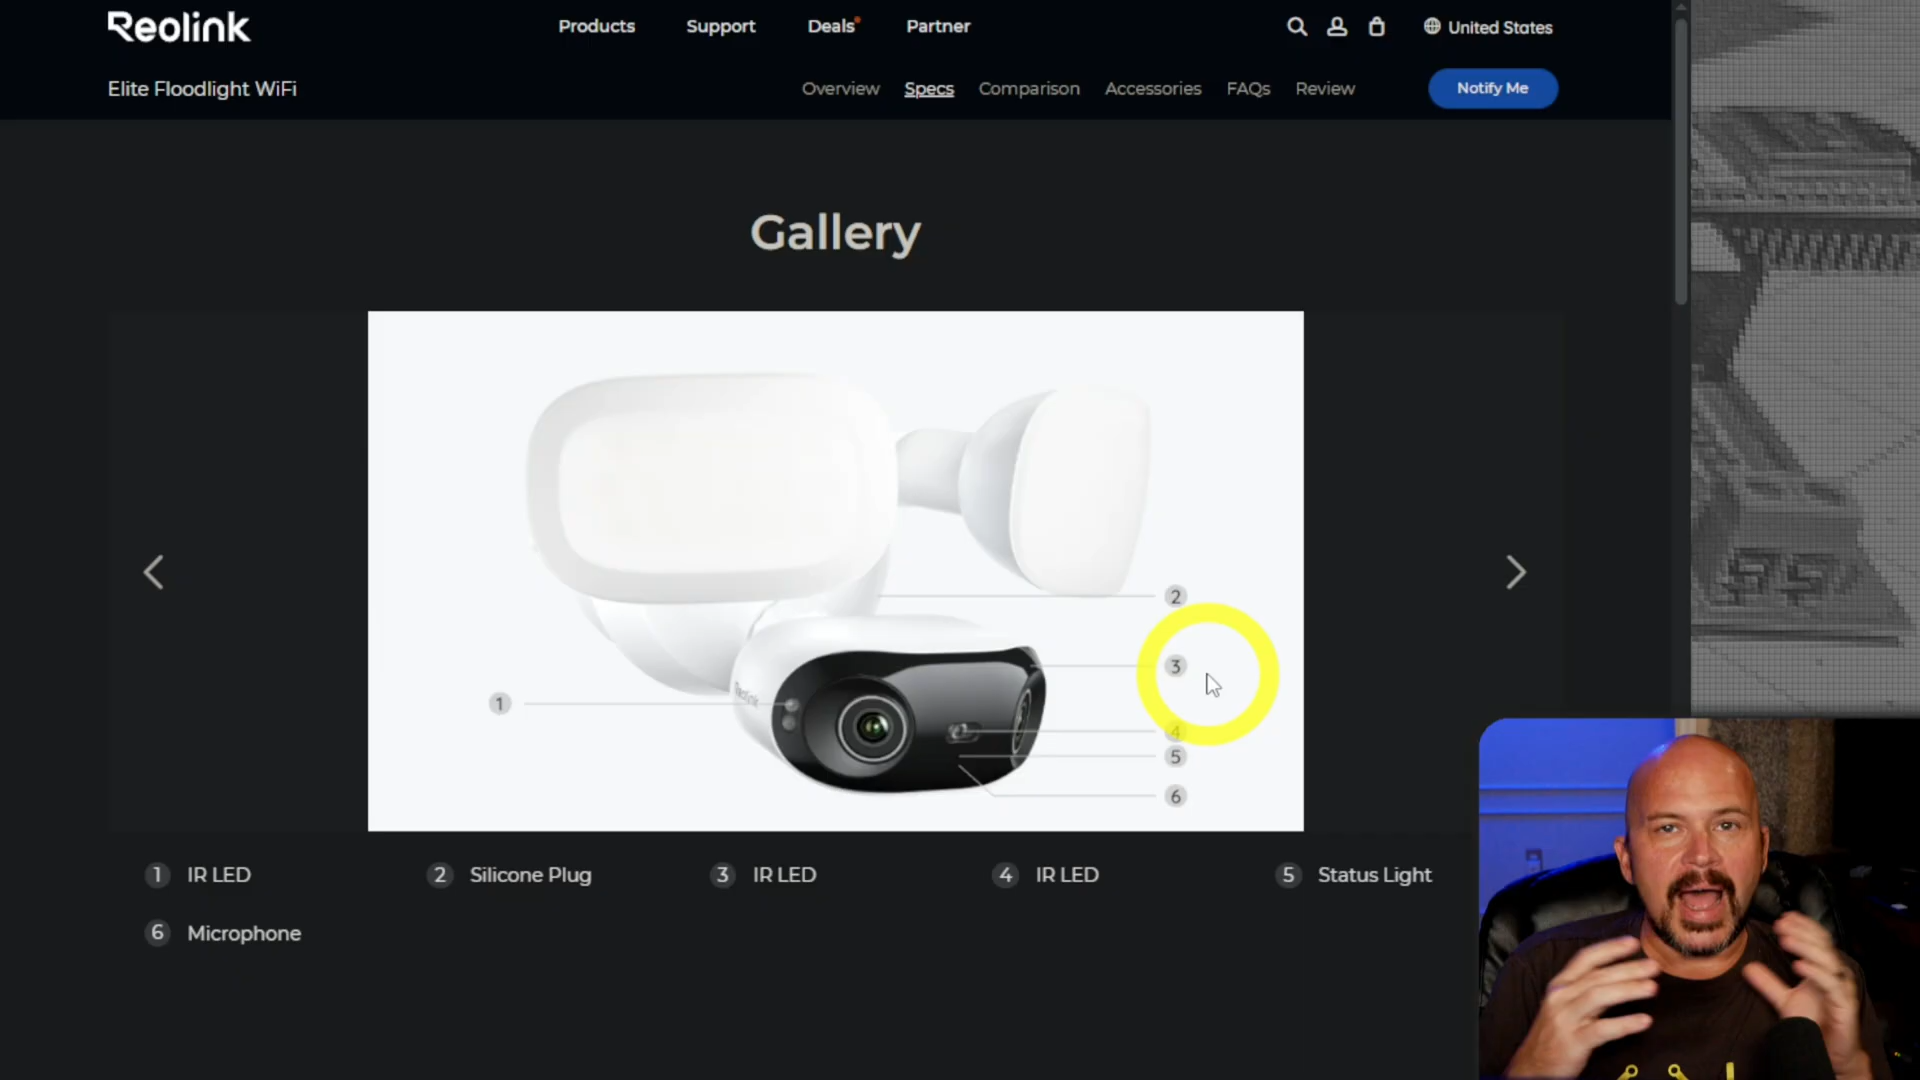 Reolink
Products Support Deals Partner
United States
Elite Floodlight WiFi
Overview Specs Comparison Accessories FAQs Review
Notify Me
Gallery
2
3
1
Reolink
4
5
6
1 IR LED
2 Silicone Plug
3 IR LED
4 IR LED
5 Status Light
6 Microphone